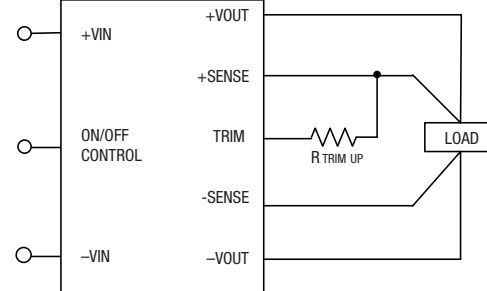 +VOUT
+VIN
+SENSE
ON/OFF
CONTROL
TRIM
R TRIM UP
LOAD
-SENSE
–VIN
–VOUT